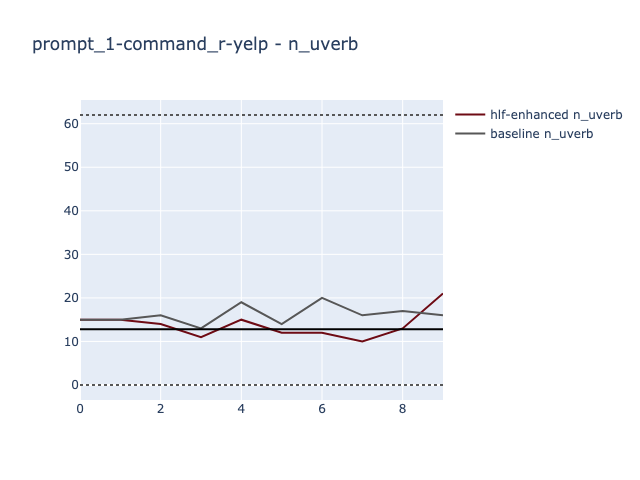 prompt_1-command_r-yelp - n_uverb
hlf-enhanced n_uverb
baseline n_uverb
60
50
40
30
20
10
0
0 2 4 6 8